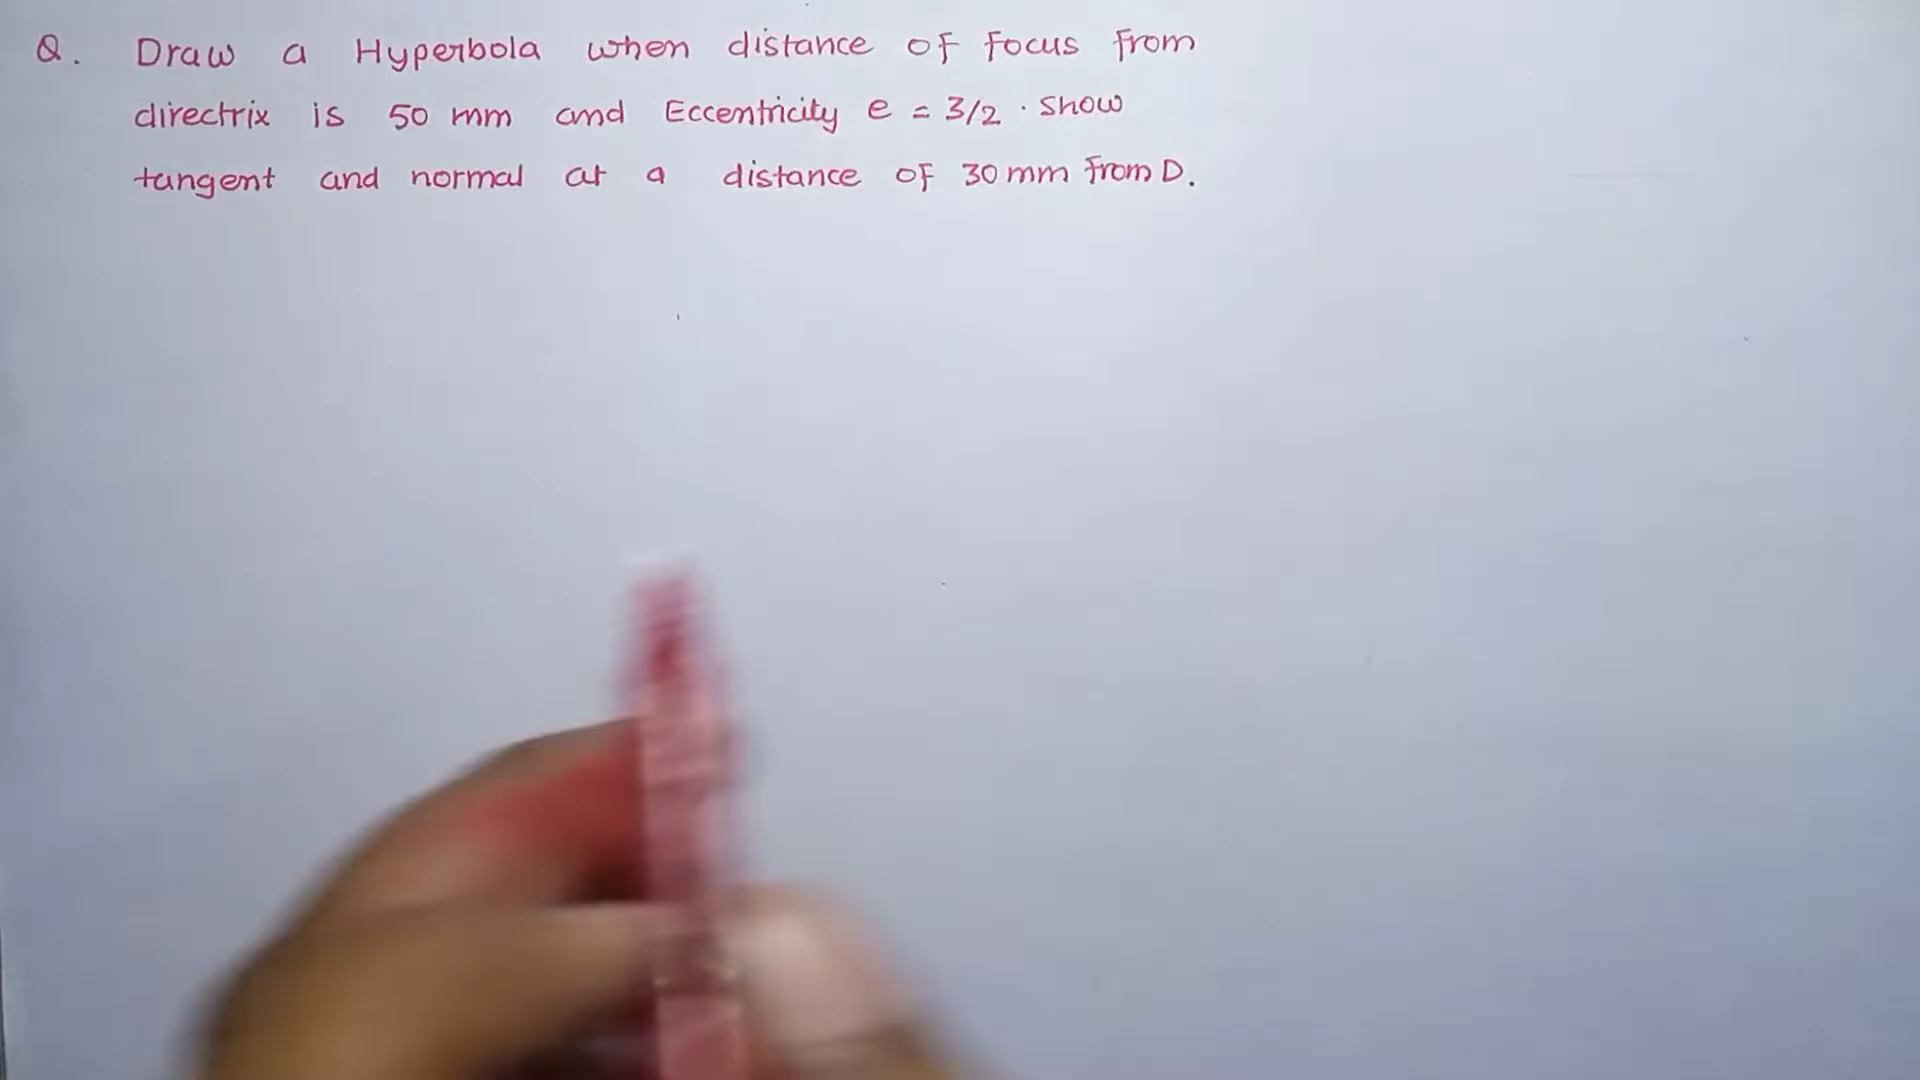 Q. Draw a Hyperbola when distance of focus from
directrix is 50 mm and Eccentricity e = 3/2 . show
tangent and normal at a distance of 30 mm from D.